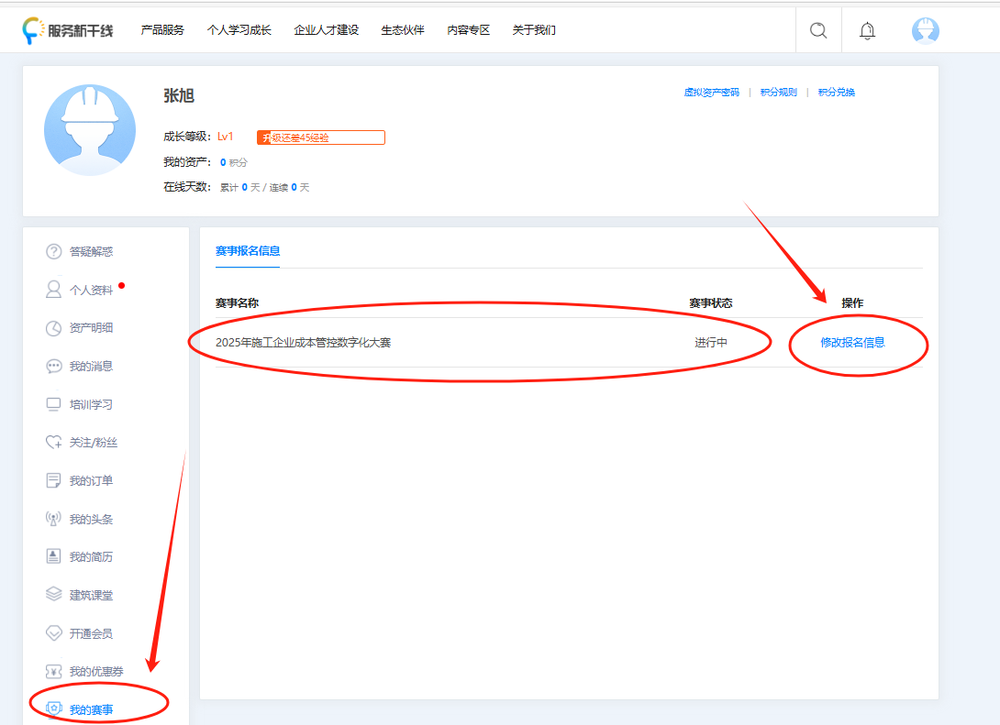 服务新干线 产品服务 个人学习成长 企业人才建设 生态伙伴 内容专区 关于我们
张旭
虚拟资产密码 | 积分规则 | 积分兑换
成长等级： Lv1 升级还差45经验
我的资产： 0 积分
在线天数： 累计 0 天 / 连续 0 天
答疑解惑
个人资料
资产明细
我的消息
培训学习
关注/粉丝
我的订单
我的头条
我的简历
建筑课堂
开通会员
我的优惠券
我的赛事
赛事报名信息
赛事名称 赛事状态 操作
2025年施工企业成本管控数字化大赛 进行中 修改报名信息